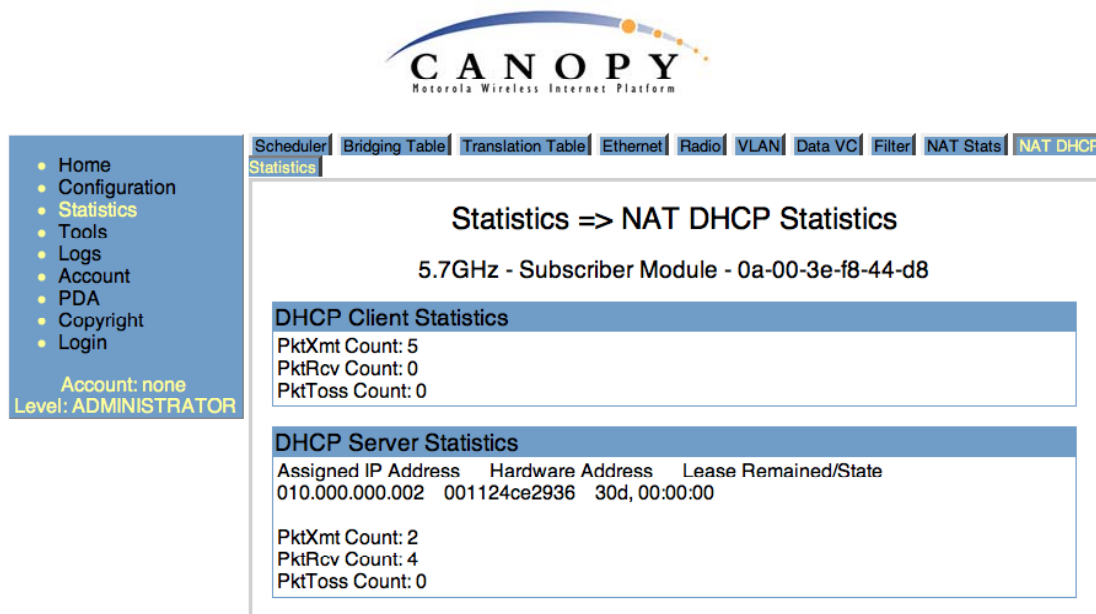 CANOPY
Motorola Wireless Internet Platform
Home
Configuration
Statistics
Tools
Logs
Account
PDA
Copyright
Login
Account: none
Level: ADMINISTRATOR
Scheduler Bridging Table Translation Table Ethernet Radio VLAN Data VC Filter NAT Stats NAT DHCP
Statistics
Statistics => NAT DHCP Statistics
5.7GHz - Subscriber Module - 0a-00-3e-f8-44-d8
DHCP Client Statistics
PktXmt Count: 5
PktRcv Count: 0
PktToss Count: 0
DHCP Server Statistics
Assigned IP Address Hardware Address Lease Remained/State
010.000.000.002 001124ce2936 30d, 00:00:00
PktXmt Count: 2
PktRcv Count: 4
PktToss Count: 0